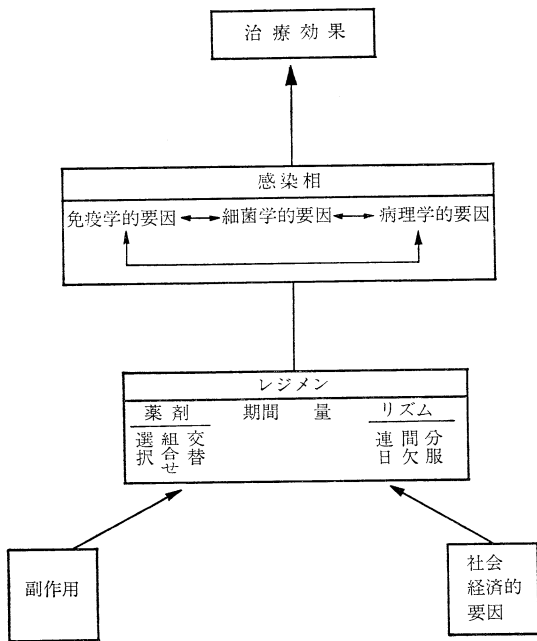 治療効果
感染相
免疫学的要因 細菌学的要因 病理学的要因
レジメン
薬剤 期間 量 リズム
選択 組合せ 交替 連日 間欠 分服
副作用
社会
経済的
要因